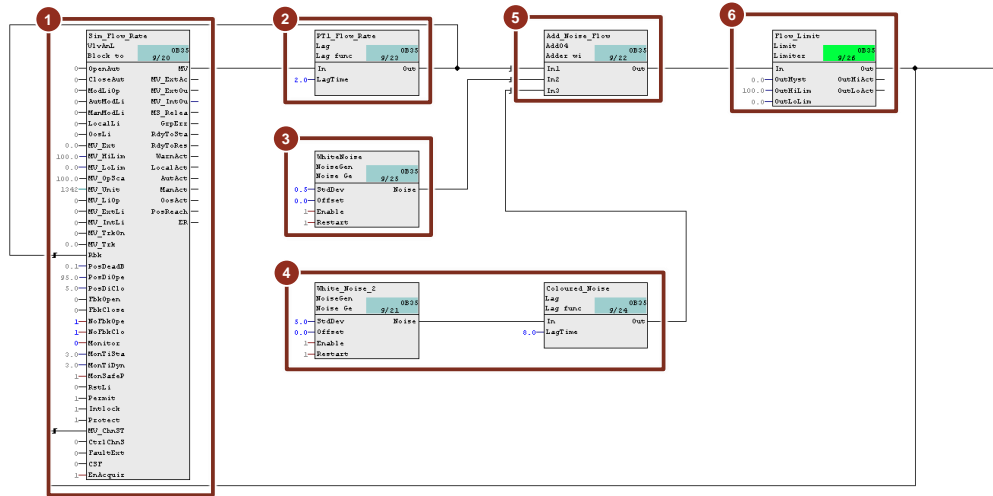 1
Sim_Flow_Rate
VlvAnL
OB35
Block to
9/20
0 OpenAut MV
0 CloseAut MV_ExtAc
0 ModLiOp MV_ExtOu
0 AutModLi MV_IntOu
0 ManModLi MS_Relea
0 LocalLi GrpErr
0 OosLi RdyToSta
0.0 MV_Ext RdyToRes
100.0 MV_HiLim WarnAct
0.0 MV_LoLim LocalAct
100.0 MV_OpSca AutAct
1342 MV_Unit ManAct
0 MV_LiOp OosAct
0 MV_ExtLi PosReach
0 MV_IntLi ER
0 MV_TrkOn
0.0 MV_Trk
Rbk
0.1 PosDeadB
95.0 PosDiOpe
5.0 PosDiClo
0 FbkOpen
0 FbkClose
1 NoFbkOpe
1 NoFbkClo
0 Monitor
3.0 MonTiSta
3.0 MonTiDyn
1 MonSafeP
0 RstLi
1 Permit
1 Intlock
1 Protect
MV_ChnST
0 CtrlChnS
0 FaultExt
0 CSF
1 EnAcquiz
2
PT1_Flow_Rate
Lag
OB35
Lag func
9/23
In Out
2.0 LagTime
3
WhiteNoise
NoiseGen
OB35
Noise Ge
9/25
0.5 StdDev Noise
0.0 Offset
1 Enable
1 Restart
4
White_Noise_2
NoiseGen
OB35
Noise Ge
9/21
5.0 StdDev Noise
0.0 Offset
1 Enable
1 Restart
Coloured_Noise
Lag
OB35
Lag func
9/24
In Out
8.0 LagTime
5
Add_Noise_Flow
Add04
OB35
Adder wi
9/22
In1 Out
In2
In3
6
Flow_Limit
Limit
OB35
Limiter
9/26
In Out
0.0 OutHyst OutHiAct
100.0 OutHiLim OutLoAct
0.0 OutLoLim